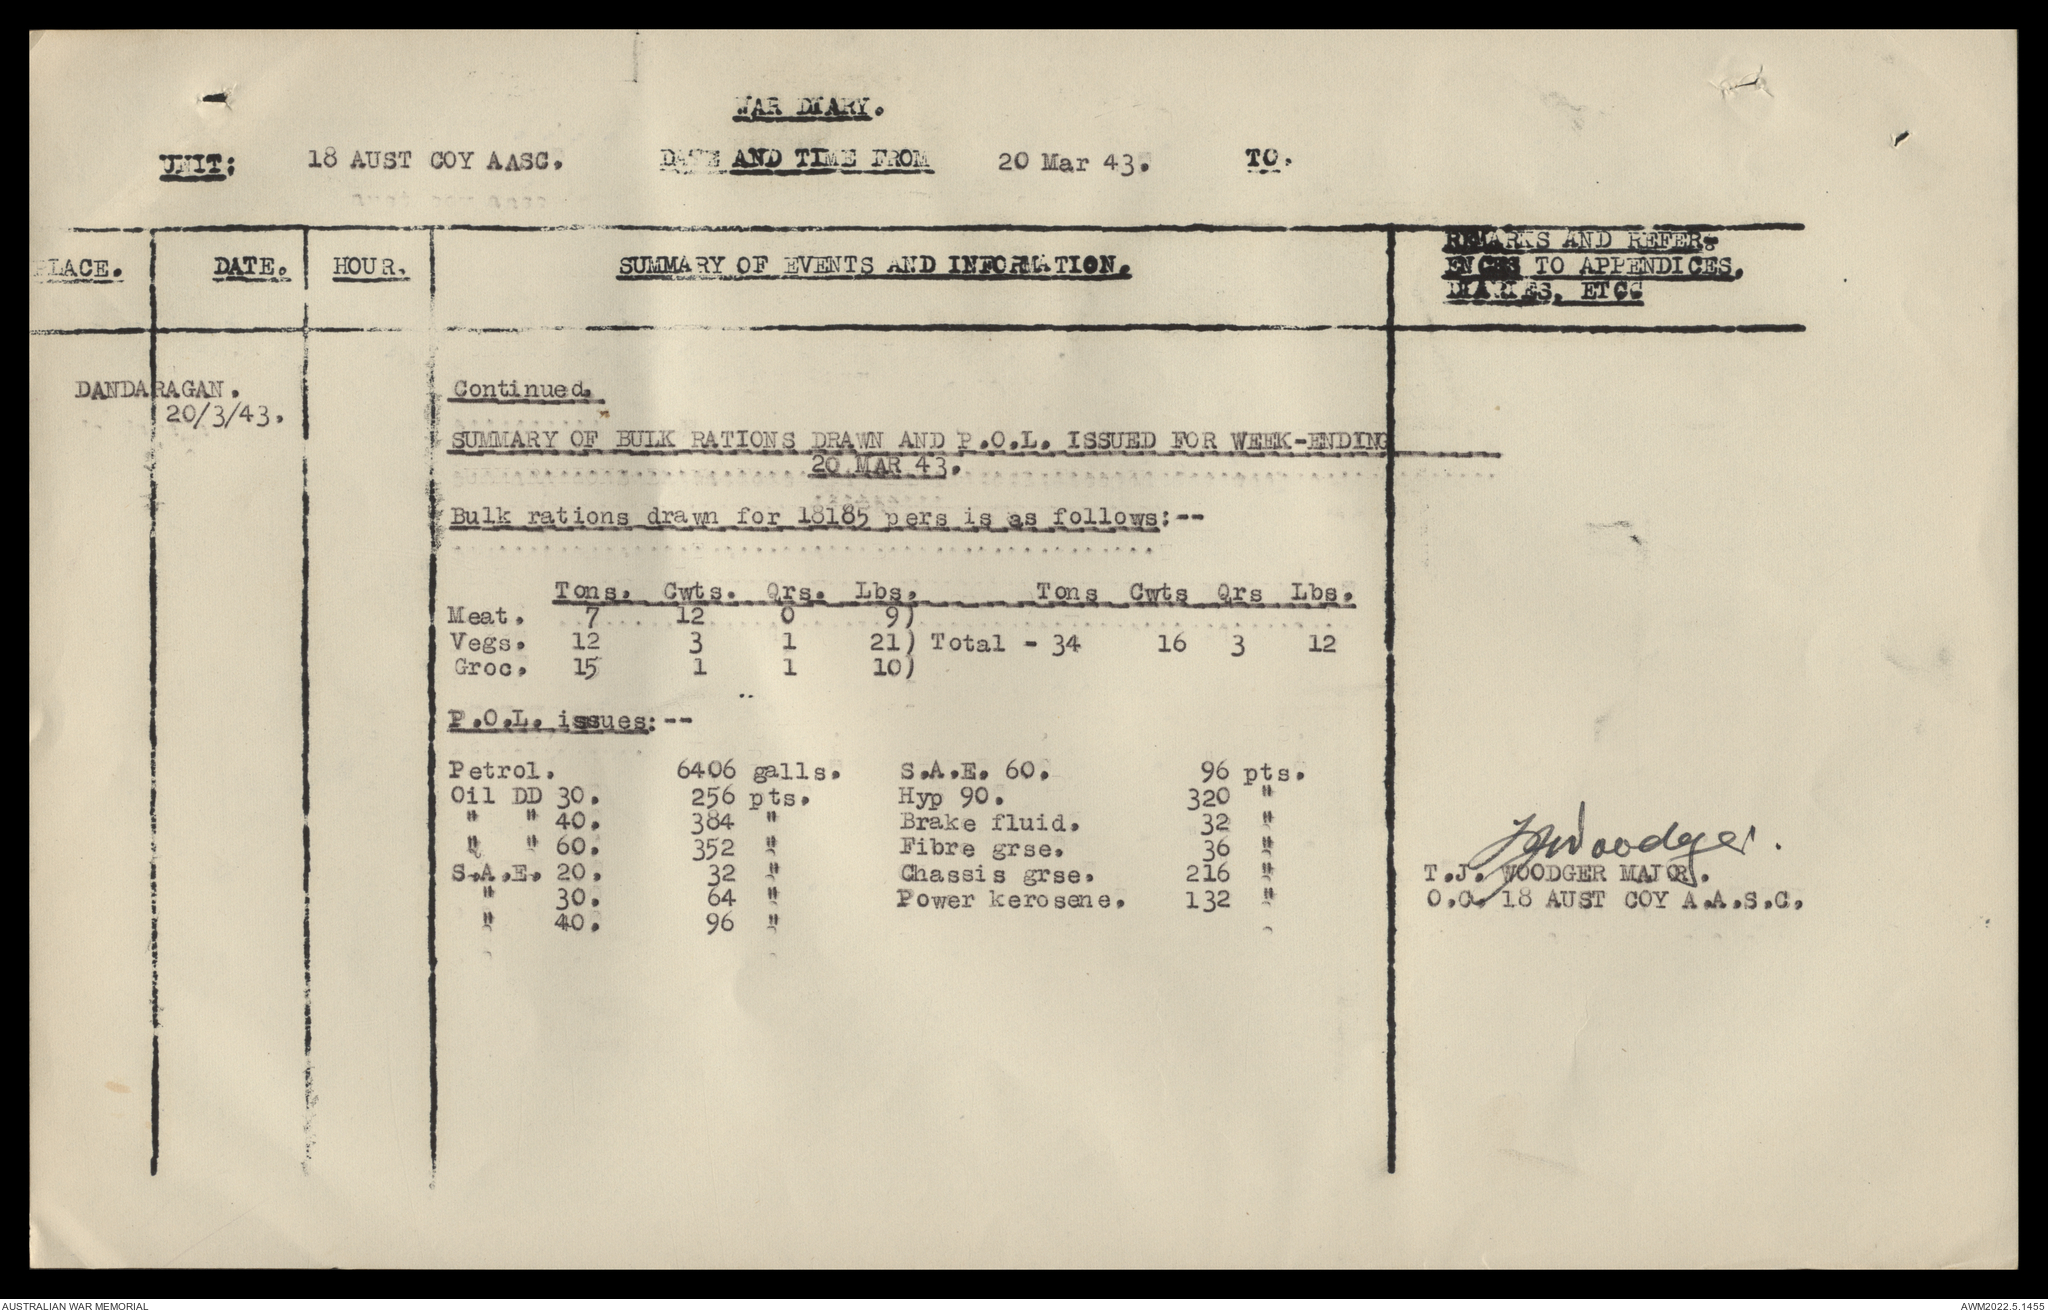 WAR DIARY.
UNIT: 18 AUST COY AASC. DATE AND TIME FROM 20 Mar 43. TO.
PLACE. DATE. HOUR. SUMMARY OF EVENTS AND INFORMATION. REMARKS AND REFER-
ENCES TO APPENDICES,
DIARIES, ETCC
DANDARAGAN. Continued.
20/3/43.
SUMMARY OF BULK RATIONS DRAWN AND P.O.L. ISSUED FOR WEEK-ENDING
20 MAR 43.
Bulk rations drawn for 18185 pers is as follows:--
Tons. Cwts. Qrs. Lbs. Tons Cwts Qrs Lbs.
Meat. 7 12 0 9)
Vegs. 12 3 1 21) Total - 34 16 3 12
Groc. 15 1 1 10)
P.O.L. issues:--
Petrol. 6406 galls. S.A.E. 60. 96 pts.
Oil DD 30. 256 pts. Hyp 90. 320 "
" " 40. 384 " Brake fluid. 32 "
" " 60. 352 " Fibre grse. 36 "
S.A.E. 20. 32 " Chassis grse. 216 "
" 30. 64 " Power kerosene. 132 "
" 40. 96 "
TJWoodger.
T.J. WOODGER MAJOR.
O.C. 18 AUST COY A.A.S.C.
AUSTRALIAN WAR MEMORIAL AWM2022.5.1455